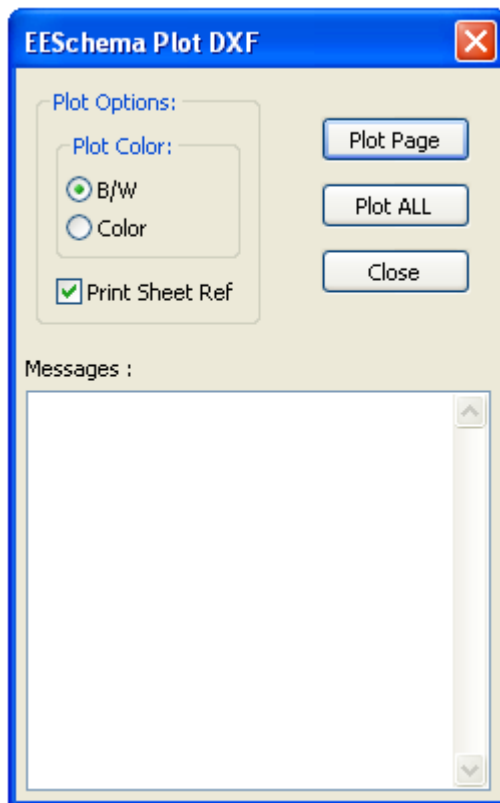 EESchema Plot DXF
Plot Options:
Plot Color:
B/W
Color
Print Sheet Ref
Plot Page
Plot ALL
Close
Messages :